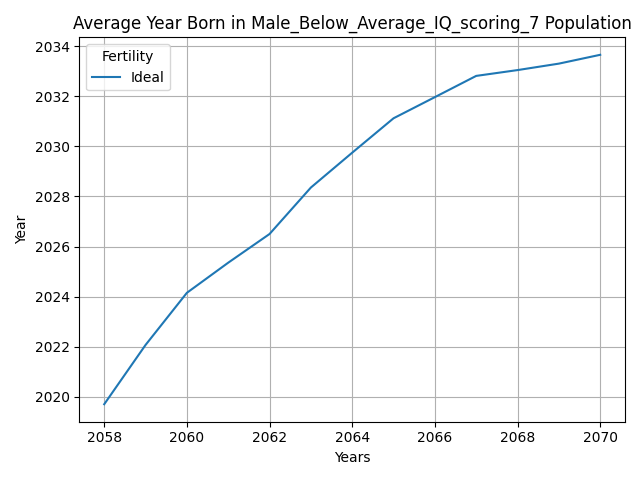 Average Year Born in Male_Below_Average_IQ_scoring_7 Population
Fertility
Ideal
2034
2032
2030
2028
2026
2024
2022
2020
Year
2058 2060 2062 2064 2066 2068 2070
Years